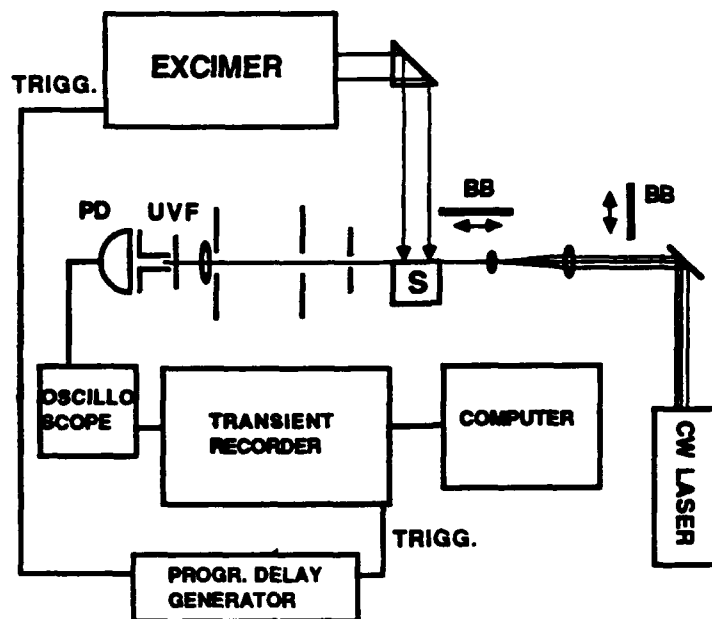 EXCIMER
TRIGG.
BB
BB
PD
UVF
S
OSCILLO
SCOPE
TRANSIENT
RECORDER
COMPUTER
CW LASER
TRIGG.
PROGR. DELAY
GENERATOR